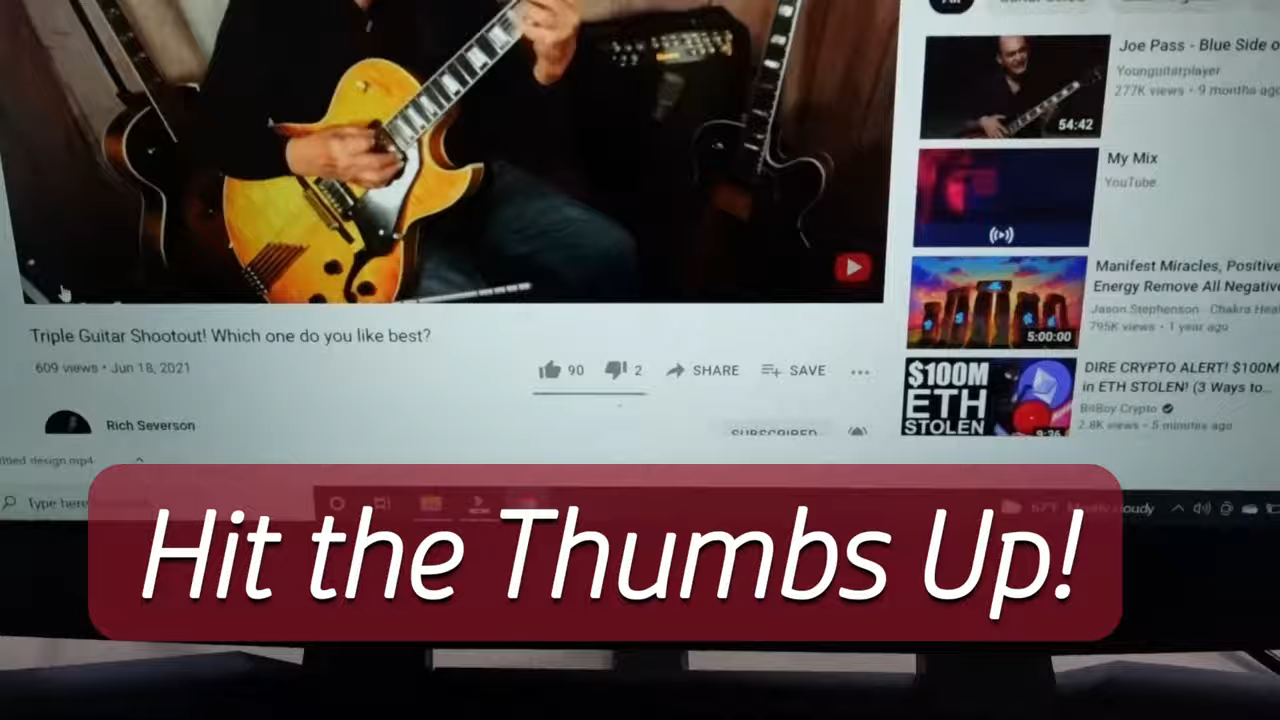 Joe Pass - Blue Side o
Younguitarplayer
277K views • 9 months ago
54:42
My Mix
YouTube
Manifest Miracles, Positive
Energy Remove All Negative
Jason Stephenson
795K views • 1 year ago
5:00:00
Triple Guitar Shootout! Which one do you like best?
609 views • Jun 18, 2021
90
2
SHARE
SAVE
$100M
ETH
STOLEN
9:36
DIRE CRYPTO ALERT! $100M
in ETH STOLEN! (3 Ways to...
BitBoy Crypto
2.8K views • 5 minutes ago
Rich Severson
SUBSCRIBED
design.mp4
Type here
Hit the Thumbs Up!